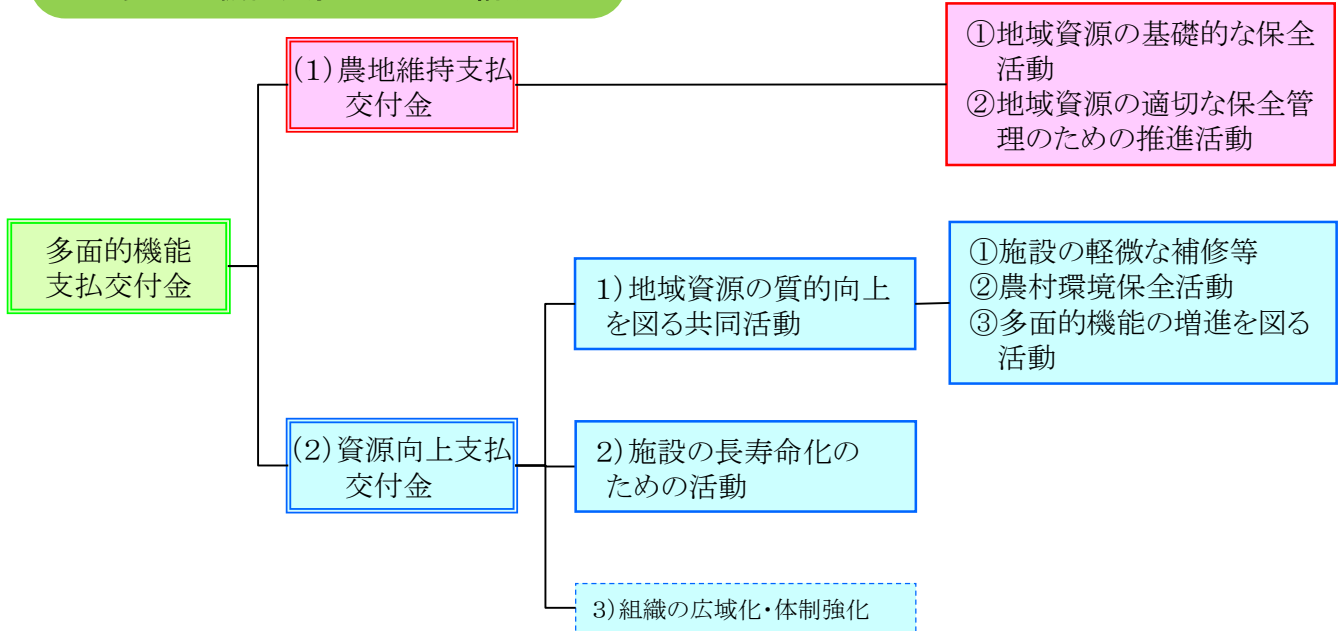 (1)農地維持支払
交付金
①地域資源の基礎的な保全
活動
②地域資源の適切な保全管
理のための推進活動
多面的機能
支払交付金
1)地域資源の質的向上
を図る共同活動
①施設の軽微な補修等
②農村環境保全活動
③多面的機能の増進を図る
活動
(2)資源向上支払
交付金
2)施設の長寿命化の
ための活動
3)組織の広域化・体制強化